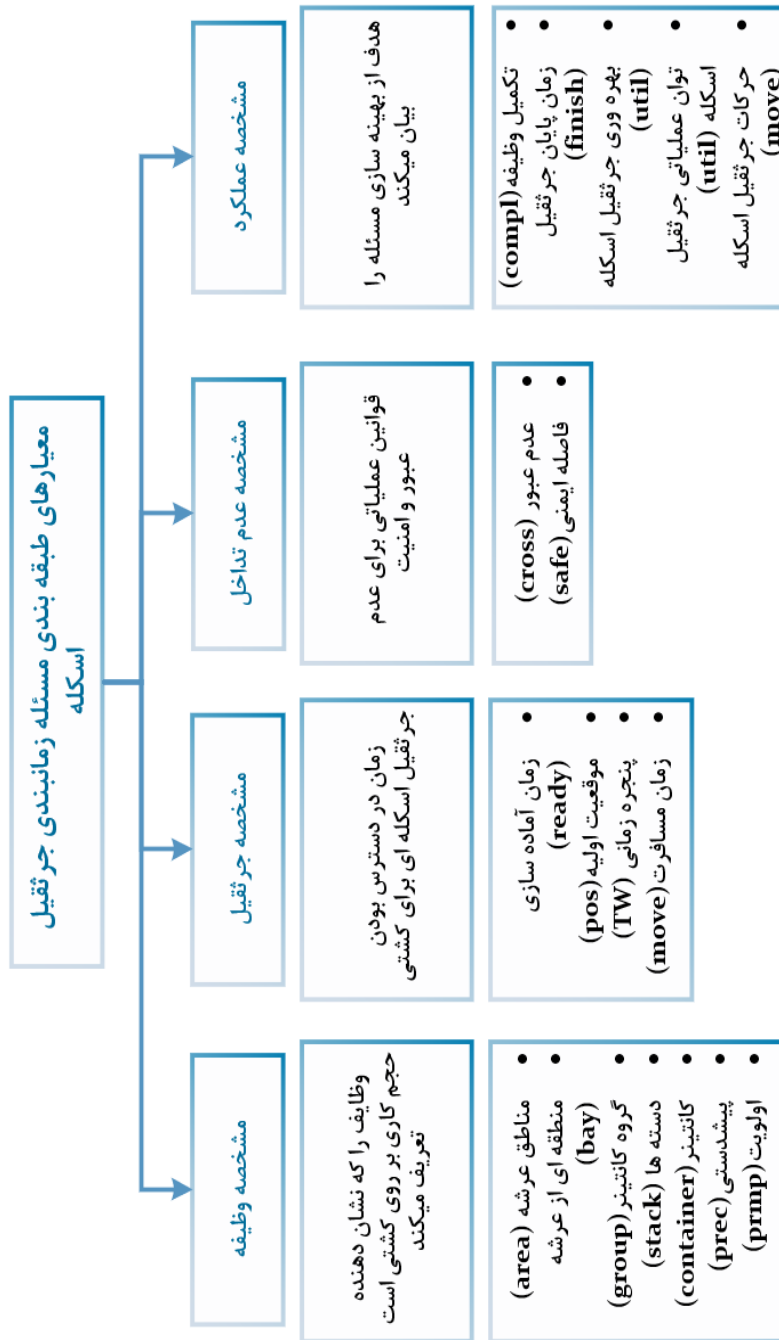 معیارهای طبقه بندی مسئله زمانبندی جرثقیل
اسکله
مشخصه عملکرد
هدف از بهینه سازی مسئله را
بیان میکند
• تکمیل وظیفه(compl)
• زمان پایان جرثقیل
(finish)
• بهره وری جرثقیل اسکله
(util)
• توان عملیاتی جرثقیل
اسکله (util)
• حرکات جرثقیل اسکله
(move)
مشخصه عدم تداخل
قوانین عملیاتی برای عدم
عبور و امنیت
• عدم عبور (cross)
• فاصله ایمنی(safe)
مشخصه جرثقیل
زمان در دسترس بودن
جرثقیل اسکله ای برای کشتی
• زمان آماده سازی
(ready)
• موقعیت اولیه(pos)
• پنجره زمانی (TW)
• زمان مسافرت(move)
مشخصه وظیفه
وظایف را که نشان دهنده
حجم کاری بر روی کشتی است
تعریف میکند
• مناطق عرشه (area)
• منطقه ای از عرشه
(bay)
• گروه کانتینر(group)
• دسته ها (stack)
• کانتینر(container)
• پیشدستی(prec)
• اولویت(prmp)